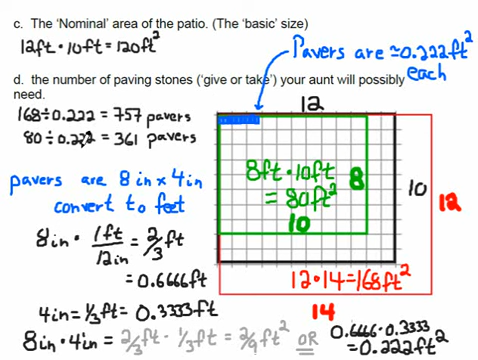 c. The 'Nominal' area of the patio. (The 'basic' size)
12ft·10ft=120ft²
Pavers are ≃0.222ft²
each
d. the number of paving stones ('give or take') your aunt will possibly
need.
168÷0.222 = 757 pavers
80÷0.222 = 361 pavers
12
8ft·10ft
= 80ft²
8
10
10
12
12·14=168ft²
14
pavers are 8in x 4in
convert to feet
8in · 1ft/12in = 2/3 ft
= 0.6666ft
4in = 1/3 ft = 0.3333ft
8in · 4in = 2/3 ft · 1/3 ft = 2/9 ft² OR 0.6666·0.3333
=0.222ft²